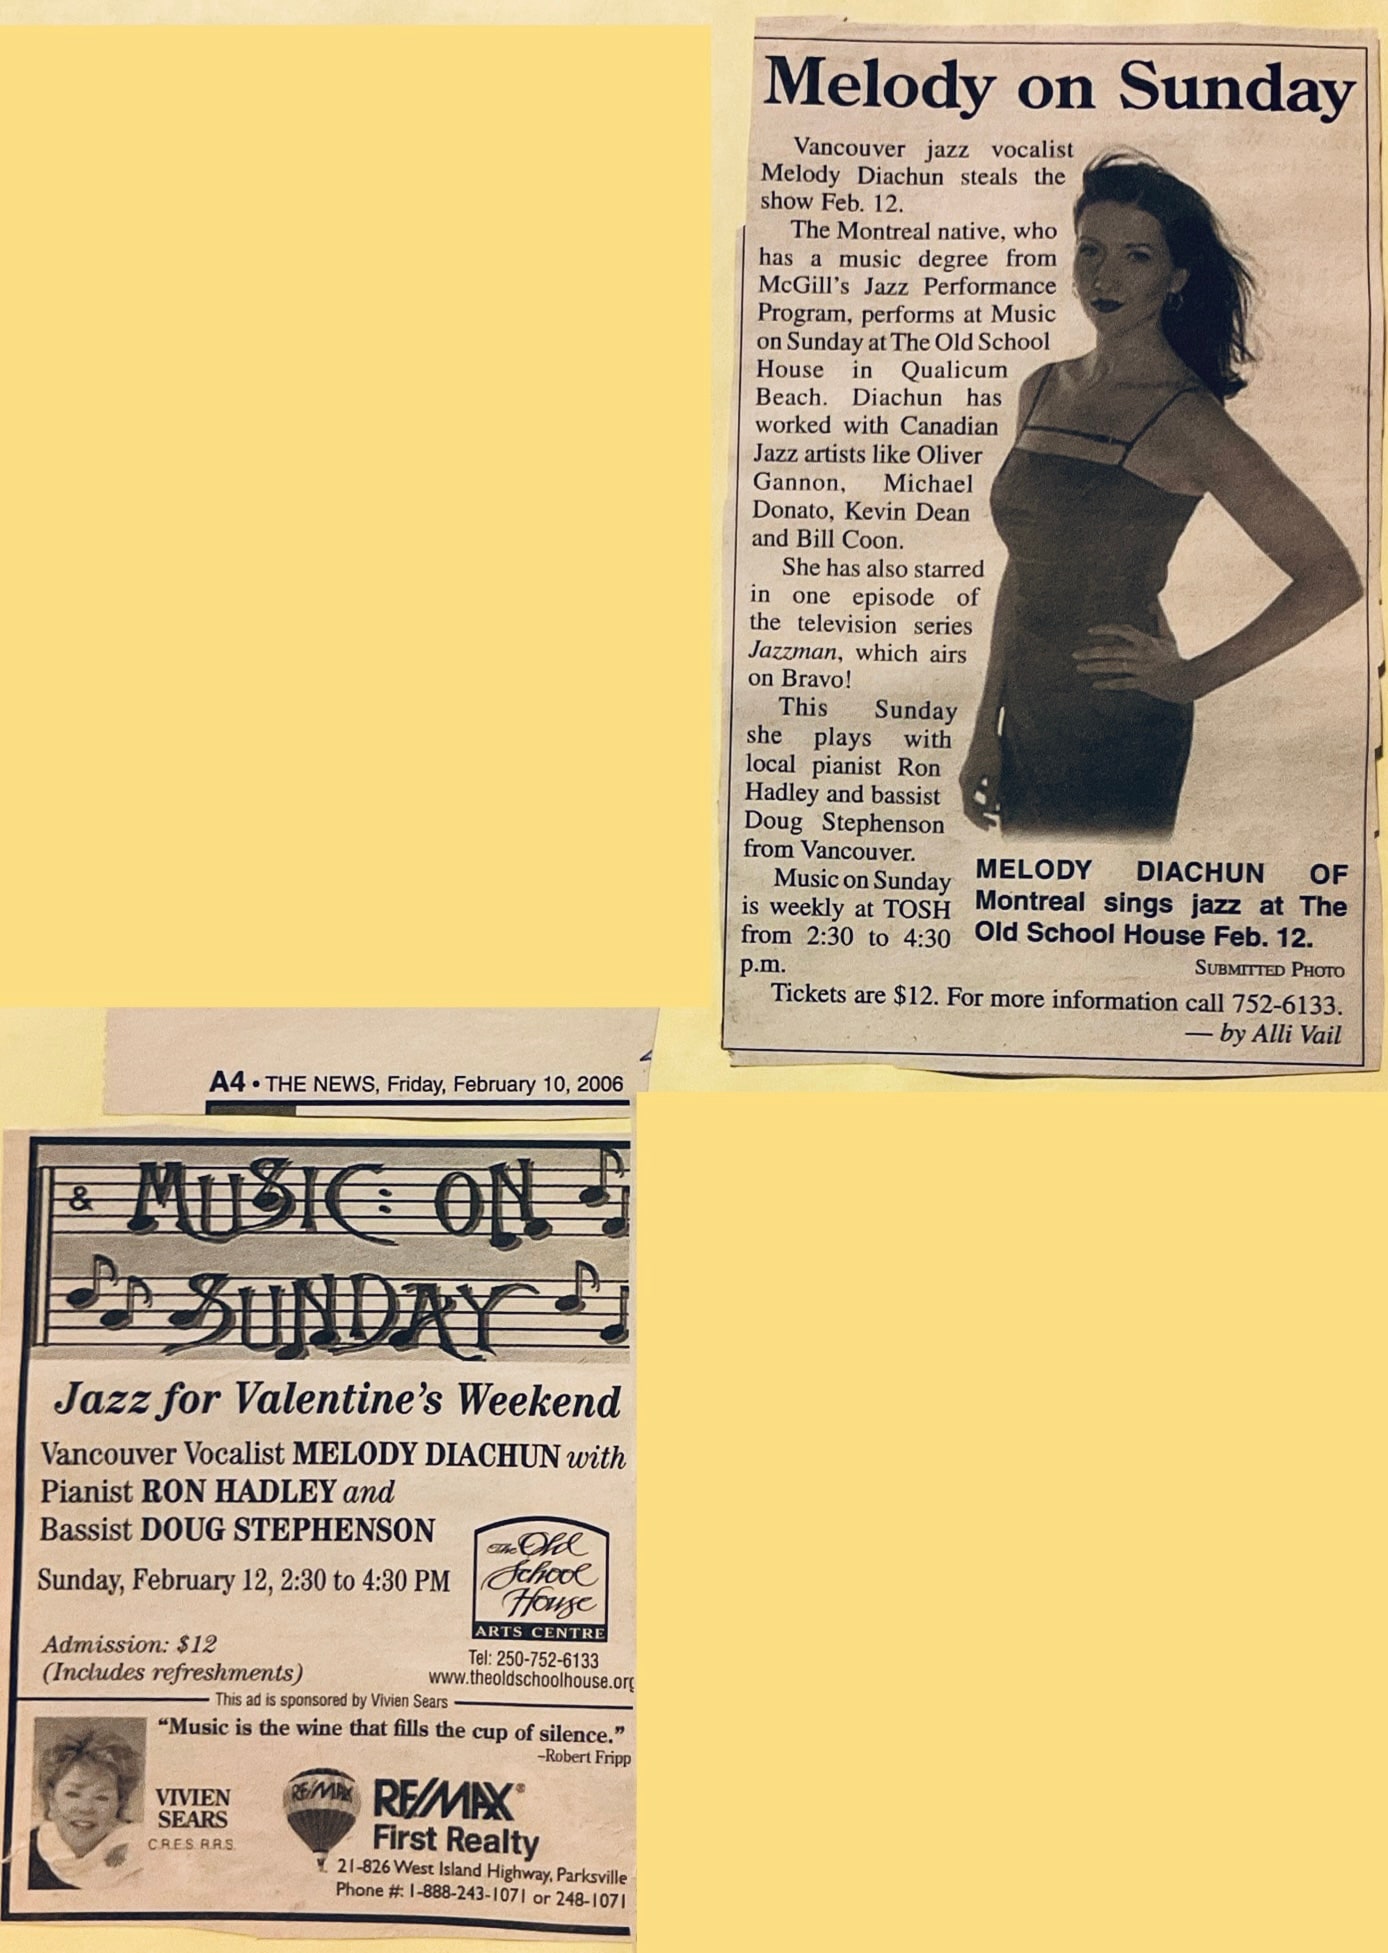 Melody on Sunday
Vancouver jazz vocalist
Melody Diachun steals the
show Feb. 12.
The Montreal native, who
has a music degree from
McGill's Jazz Performance
Program, performs at Music
on Sunday at The Old School
House in Qualicum
Beach. Diachun has
worked with Canadian
Jazz artists like Oliver
Gannon, Michael
Donato, Kevin Dean
and Bill Coon.
She has also starred
in one episode of
the television series
Jazzman, which airs
on Bravo!
This Sunday
she plays with
local pianist Ron
Hadley and bassist
Doug Stephenson
from Vancouver.
Music on Sunday
is weekly at TOSH
from 2:30 to 4:30
p.m.
Tickets are $12. For more information call 752-6133.
— by Alli Vail
MELODY DIACHUN OF
Montreal sings jazz at The
Old School House Feb. 12.
SUBMITTED PHOTO
A4 • THE NEWS, Friday, February 10, 2006
& MUSIC: ON
SUNDAY
Jazz for Valentine's Weekend
Vancouver Vocalist MELODY DIACHUN with
Pianist RON HADLEY and
Bassist DOUG STEPHENSON
Sunday, February 12, 2:30 to 4:30 PM
The Old
School
House
ARTS CENTRE
Admission: $12
(Includes refreshments)
Tel: 250-752-6133
www.theoldschoolhouse.org
This ad is sponsored by Vivien Sears
"Music is the wine that fills the cup of silence."
–Robert Fripp
VIVIEN
SEARS
C.R.E.S. R.R.S.
RE/MAX
RE/MAX®
First Realty
21-826 West Island Highway, Parksville
Phone #: 1-888-243-1071 or 248-1071